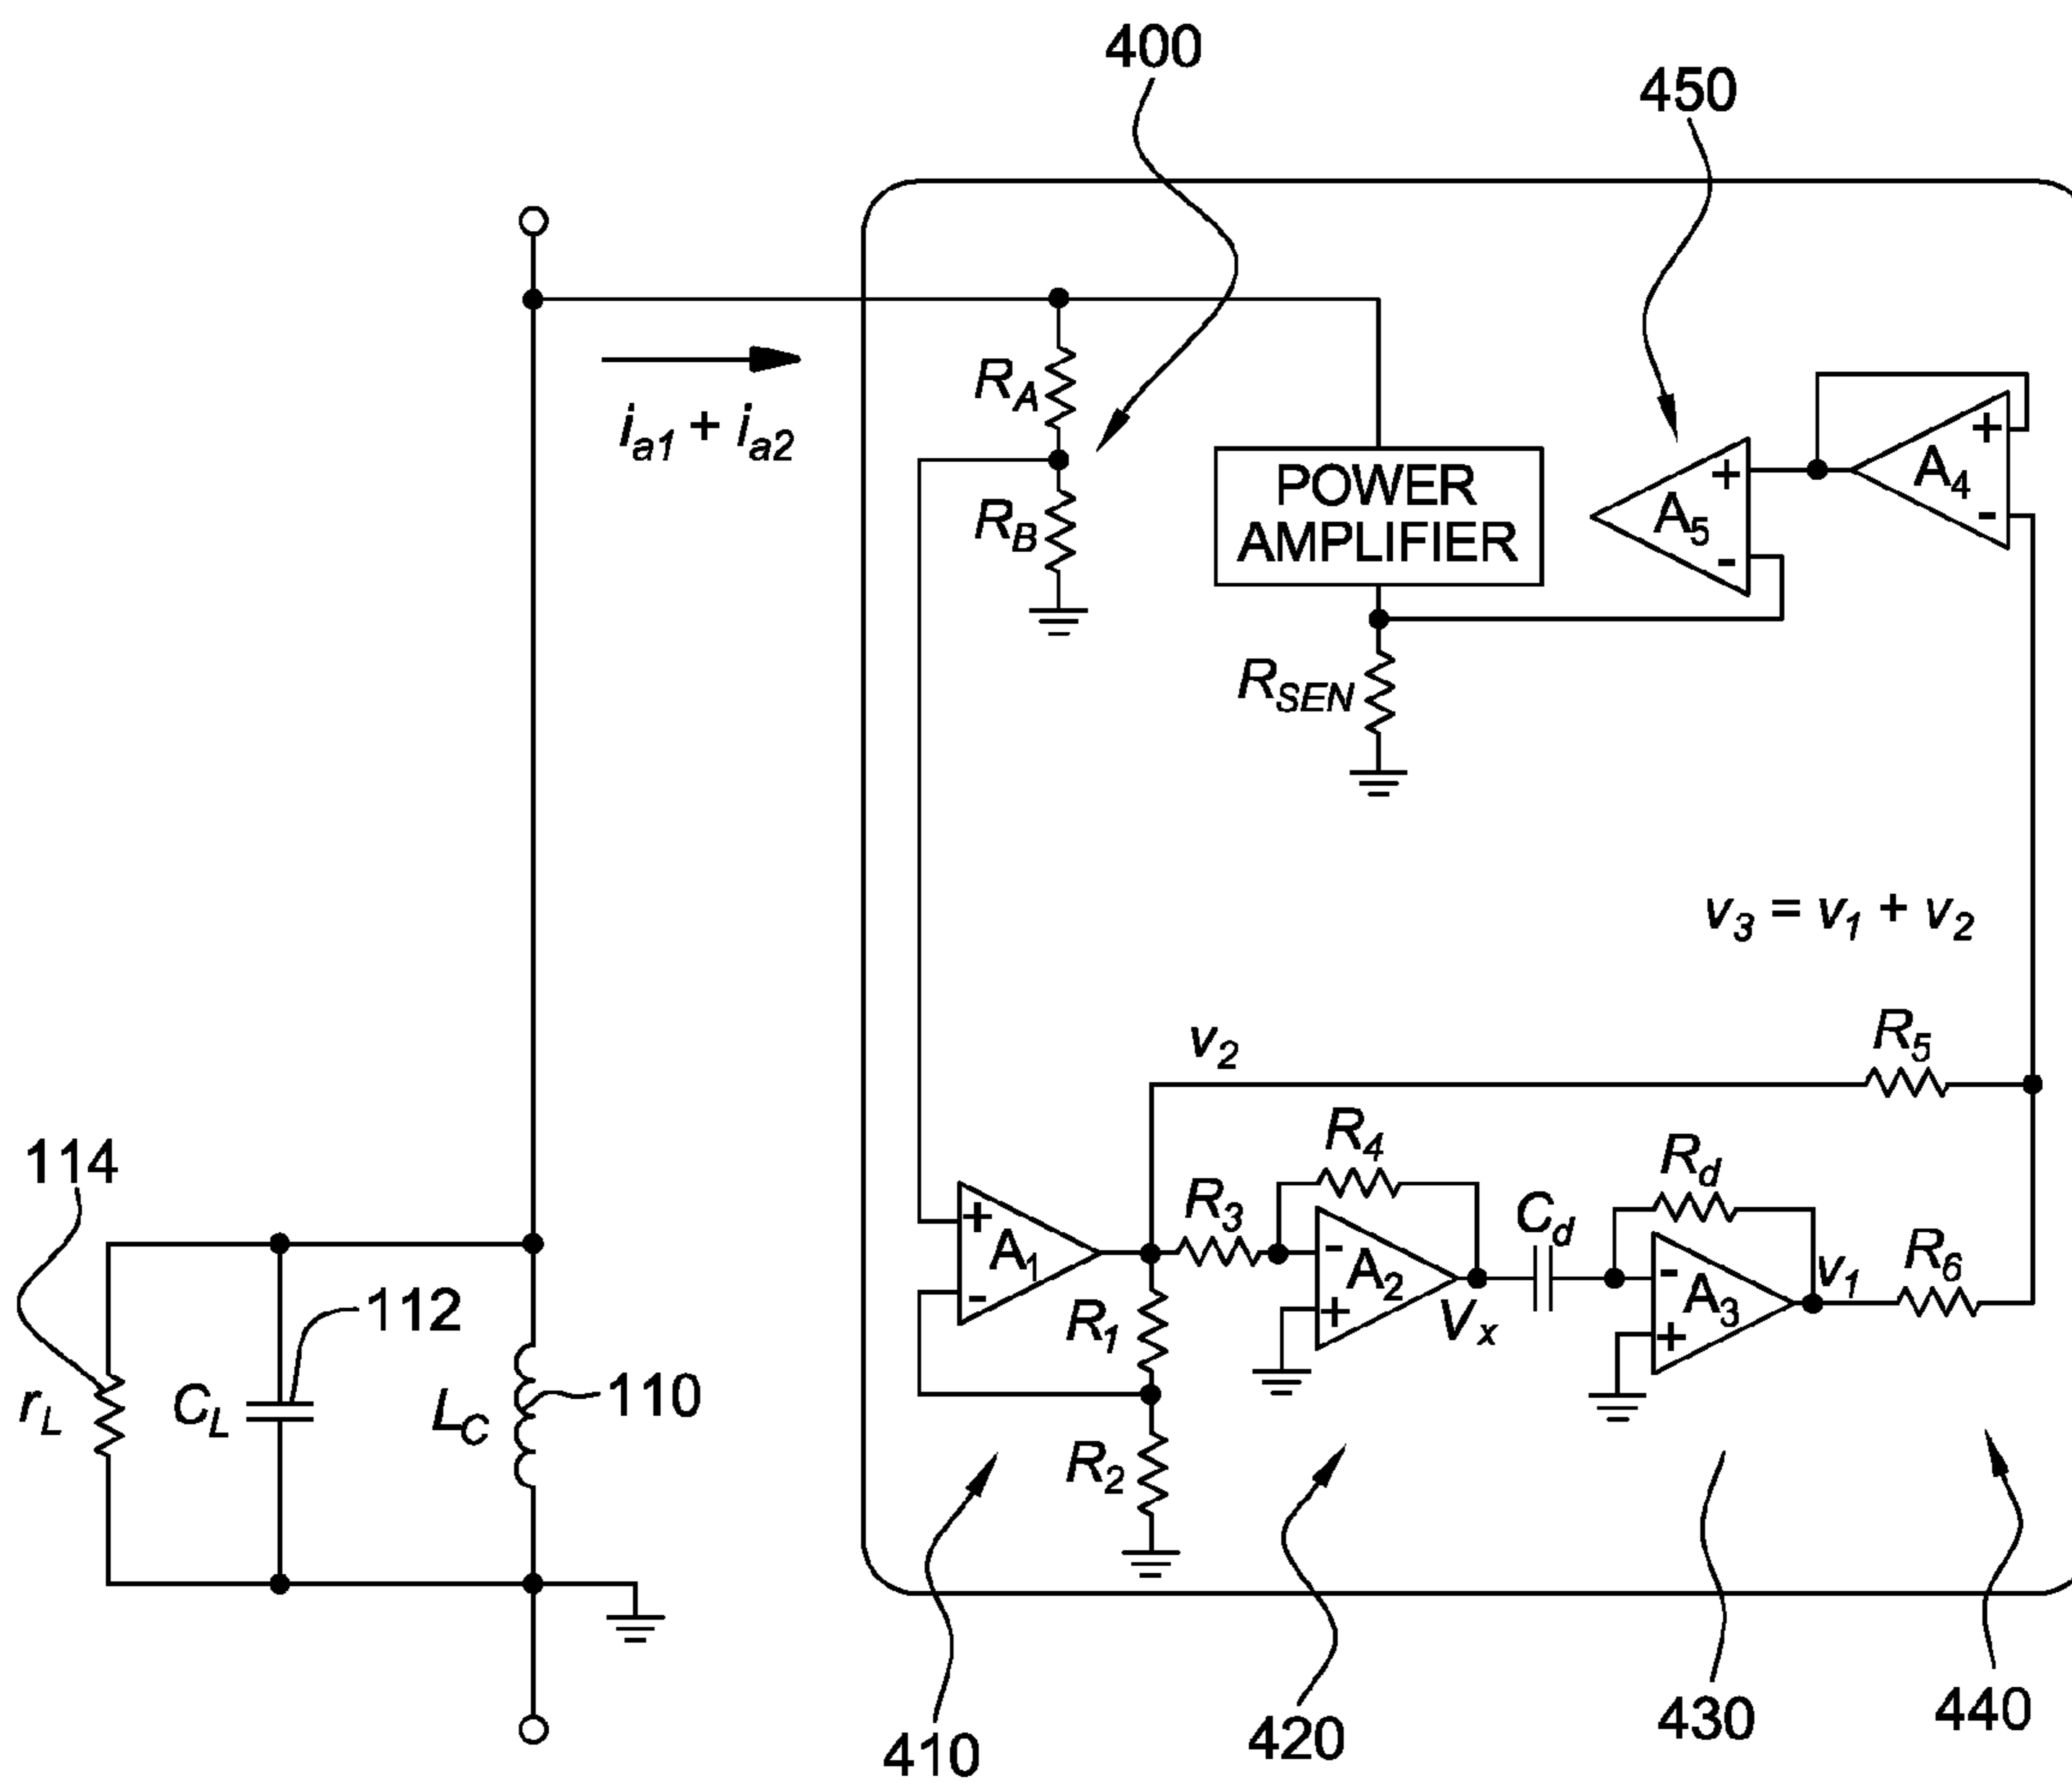 400
450
i_a1 + i_a2
R_A
R_B
POWER
AMPLIFIER
+
A_4
-
+
A_5
-
R_SEN
v_3 = v_1 + v_2
v_2
R_5
114
112
110
r_L
C_L
L_C
R_4
R_d
+
A_1
-
R_3
-
A_2
+
V_x
C_d
-
A_3
+
v_1
R_6
R_1
R_2
410
420
430
440